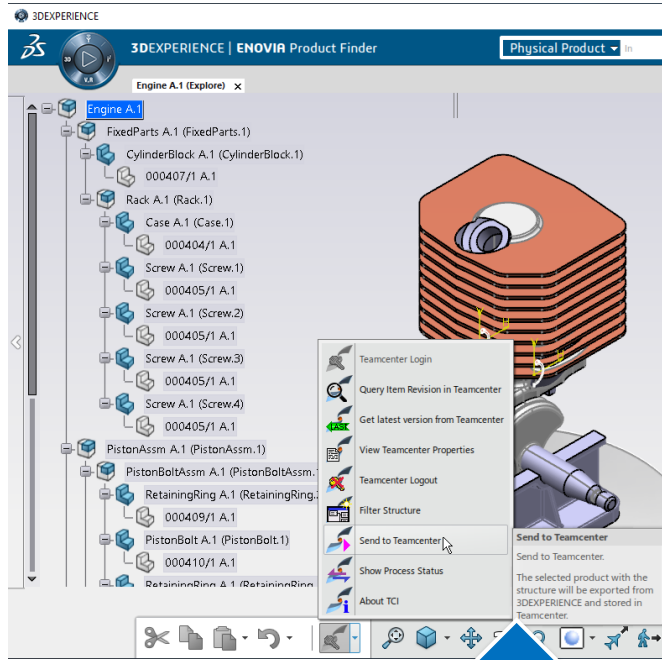 3DEXPERIENCE
3DEXPERIENCE | ENOVIA Product Finder
Physical Product
In
Engine A.1 (Explore) x
Engine A.1
FixedParts A.1 (FixedParts.1)
CylinderBlock A.1 (CylinderBlock.1)
000407/1 A.1
Rack A.1 (Rack.1)
Case A.1 (Case.1)
000404/1 A.1
Screw A.1 (Screw.1)
000405/1 A.1
Screw A.1 (Screw.2)
000405/1 A.1
Screw A.1 (Screw.3)
000405/1 A.1
Screw A.1 (Screw.4)
000405/1 A.1
PistonAssm A.1 (PistonAssm.1)
PistonBoltAssm A.1 (PistonBoltAssm.
RetainingRing A.1 (RetainingRing.
000409/1 A.1
PistonBolt A.1 (PistonBolt.1)
000410/1 A.1
RetainingRing A.1 (RetainingRing
Teamcenter Login
Query Item Revision in Teamcenter
Get latest version from Teamcenter
View Teamcenter Properties
Teamcenter Logout
Filter Structure
Send to Teamcenter
Show Process Status
About TCI
Send to Teamcenter
Send to Teamcenter.
The selected product with the
structure will be exported from
3DEXPERIENCE and stored in
Teamcenter.